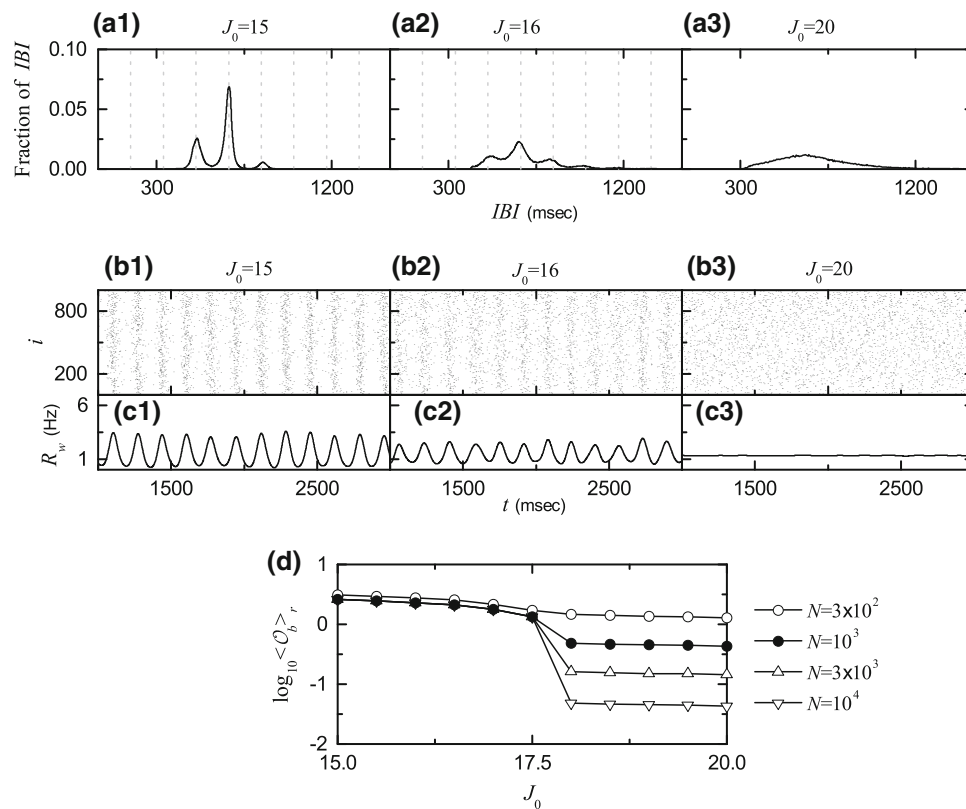 (a1) J₀=15 (a2) J₀=16 (a3) J₀=20
Fraction of IBI
0.10
0.05
0.00
300 1200 300 1200 300 1200
IBI (msec)
(b1) J₀=15 (b2) J₀=16 (b3) J₀=20
i
800
200
(c1) (c2) (c3)
R_w (Hz)
6
1
1500 2500 1500 2500 1500 2500
t (msec)
(d)
log₁₀<𝒪_b>_r
1
0
-1
-2
15.0 17.5 20.0
J₀
N=3x10²
N=10³
N=3x10³
N=10⁴